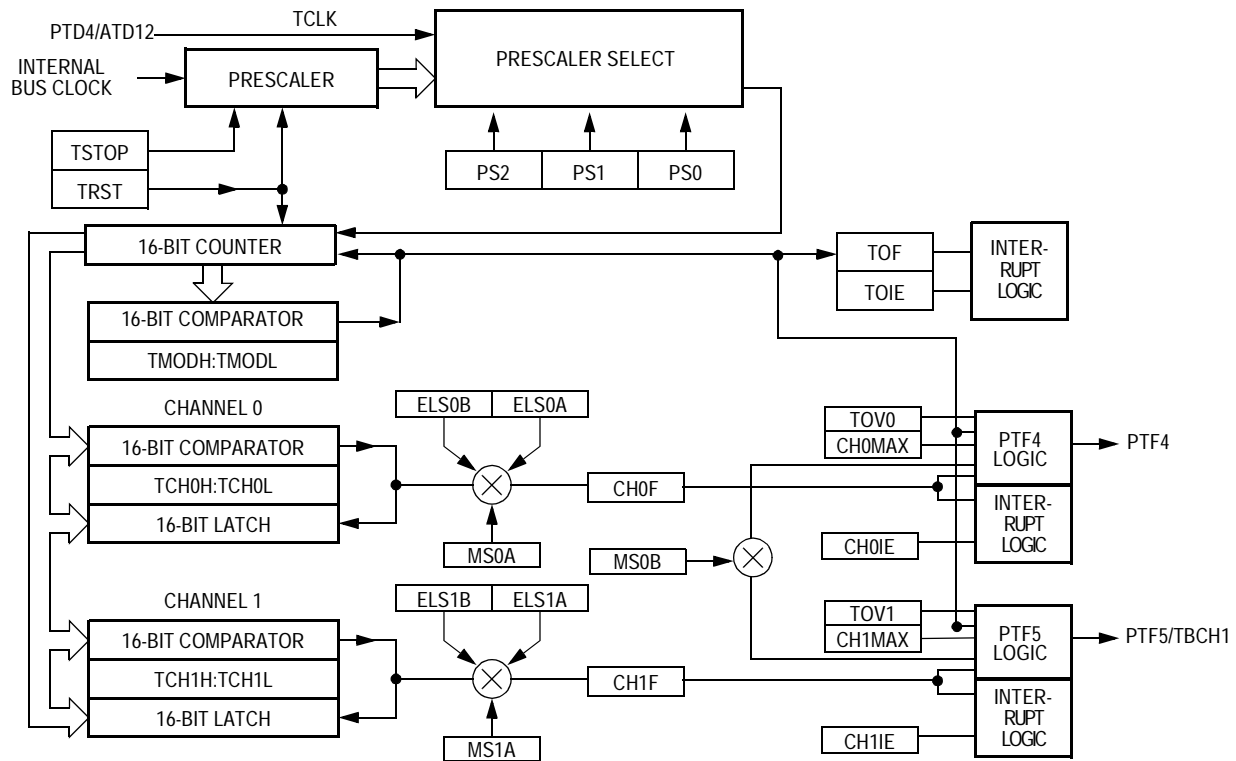 TCLK
PTD4/ATD12
PRESCALER SELECT
INTERNAL
BUS CLOCK
PRESCALER
TSTOP
TRST
PS2
PS1
PS0
16-BIT COUNTER
TOF
TOIE
INTER-
RUPT
LOGIC
16-BIT COMPARATOR
TMODH:TMODL
CHANNEL 0
ELS0B
ELS0A
TOV0
CH0MAX
PTF4
LOGIC
PTF4
16-BIT COMPARATOR
TCH0H:TCH0L
16-BIT LATCH
CH0F
MS0A
INTER-
RUPT
LOGIC
CH0IE
MS0B
CHANNEL 1
ELS1B
ELS1A
TOV1
CH1MAX
PTF5
LOGIC
PTF5/TBCH1
16-BIT COMPARATOR
TCH1H:TCH1L
16-BIT LATCH
CH1F
MS1A
INTER-
RUPT
LOGIC
CH1IE